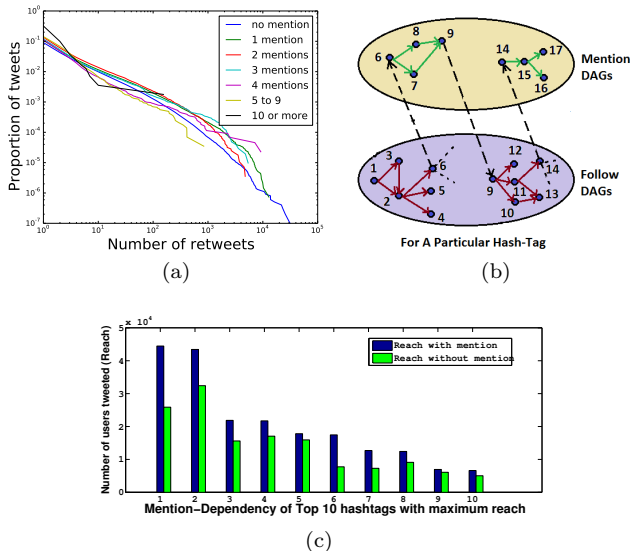 10^0
10^-1
10^-2
10^-3
10^-4
10^-5
10^-6
10^-7
Proportion of tweets
no mention
1 mention
2 mentions
3 mentions
4 mentions
5 to 9
10 or more
10^0 10^1 10^2 10^3 10^4 10^5
Number of retweets
(a)
8 9
6
7
14 17
15
16
Mention
DAGs
3
1
2
6
5
4
12
9
11
10
14
13
Follow
DAGs
For A Particular Hash-Tag
(b)
x 10^4
5
4
3
2
1
0
Number of users tweeted (Reach)
Reach with mention
Reach without mention
1 2 3 4 5 6 7 8 9 10
Mention-Dependency of Top 10 hashtags with maximum reach
(c)